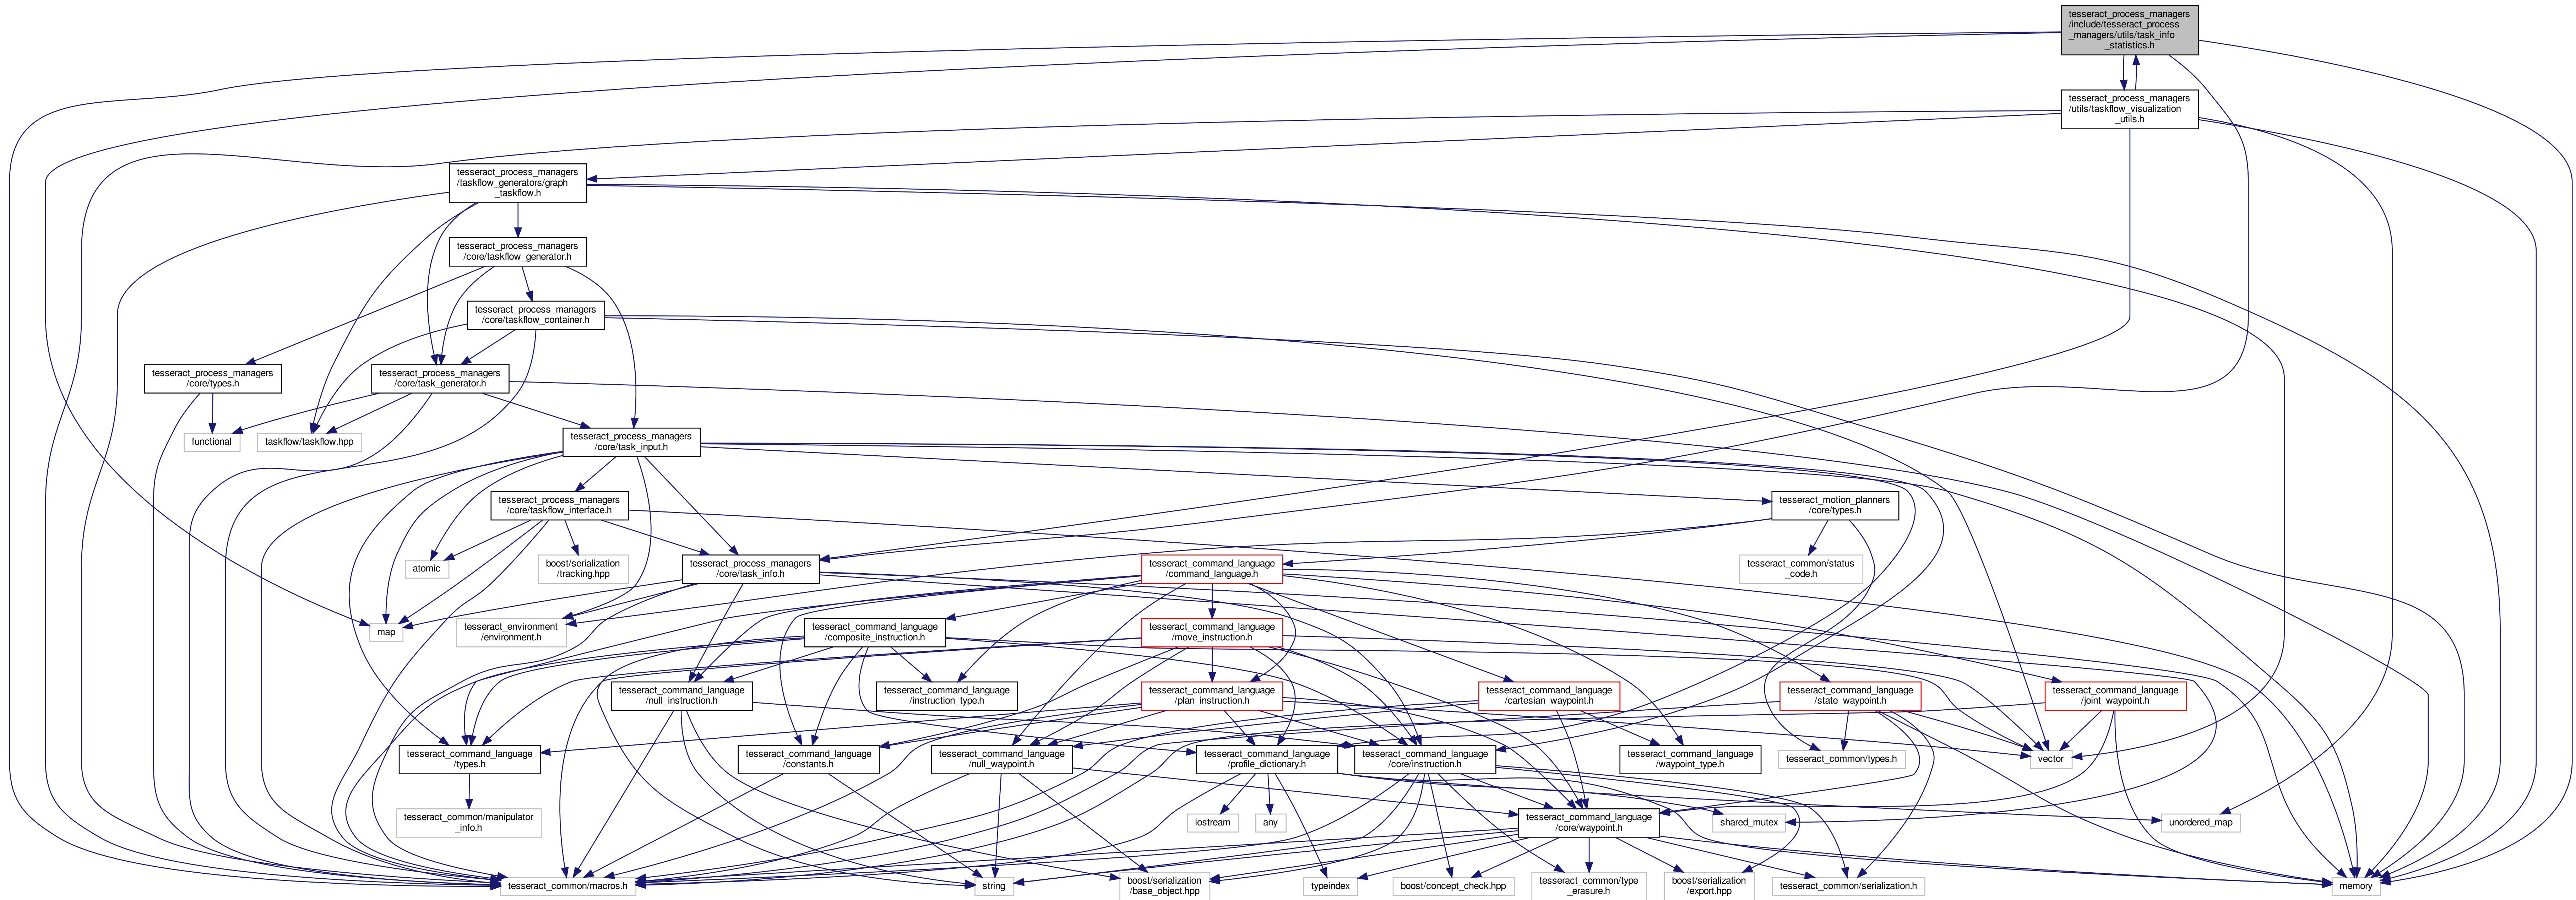 tesseract_process_managers
/include/tesseract_process
_managers/utils/task_info
_statistics.h
tesseract_process_managers
/utils/taskflow_visualization
_utils.h
tesseract_process_managers
/taskflow_generators/graph
_taskflow.h
tesseract_process_managers
/core/taskflow_generator.h
tesseract_process_managers
/core/taskflow_container.h
tesseract_process_managers
/core/types.h
tesseract_process_managers
/core/task_generator.h
functional
taskflow/taskflow.hpp
tesseract_process_managers
/core/task_input.h
tesseract_process_managers
/core/taskflow_interface.h
tesseract_motion_planners
/core/types.h
atomic
boost/serialization
/tracking.hpp
tesseract_process_managers
/core/task_info.h
tesseract_command_language
/command_language.h
tesseract_common/status
_code.h
map
tesseract_environment
/environment.h
tesseract_command_language
/composite_instruction.h
tesseract_command_language
/move_instruction.h
tesseract_command_language
/null_instruction.h
tesseract_command_language
/instruction_type.h
tesseract_command_language
/plan_instruction.h
tesseract_command_language
/cartesian_waypoint.h
tesseract_command_language
/state_waypoint.h
tesseract_command_language
/joint_waypoint.h
tesseract_command_language
/types.h
tesseract_command_language
/constants.h
tesseract_command_language
/null_waypoint.h
tesseract_command_language
/profile_dictionary.h
tesseract_command_language
/core/instruction.h
tesseract_command_language
/waypoint_type.h
tesseract_common/types.h
vector
tesseract_common/manipulator
_info.h
iostream
any
tesseract_command_language
/core/waypoint.h
shared_mutex
unordered_map
tesseract_common/macros.h
string
boost/serialization
/base_object.hpp
typeindex
boost/concept_check.hpp
tesseract_common/type
_erasure.h
boost/serialization
/export.hpp
tesseract_common/serialization.h
memory